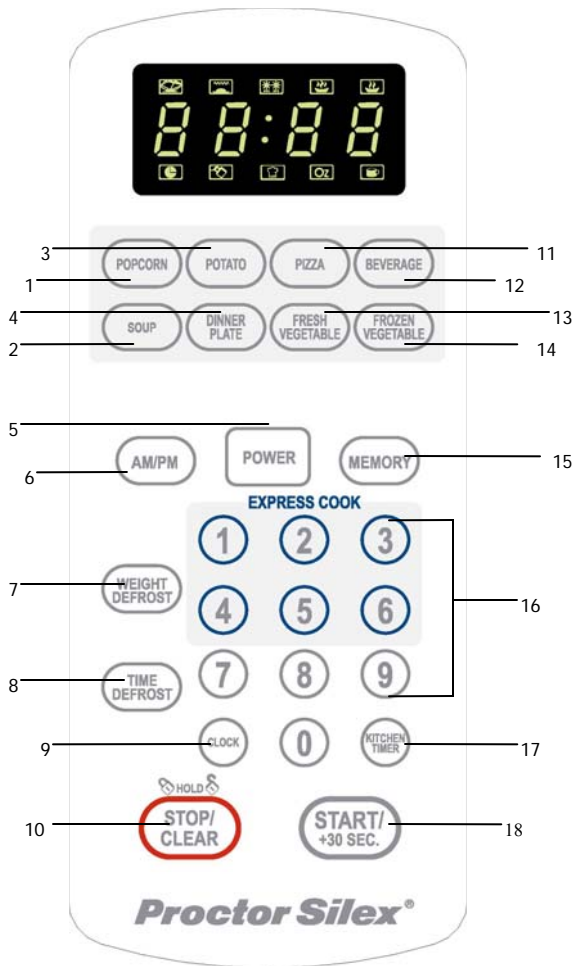 88:88
Oz
3 11
POPCORN POTATO PIZZA BEVERAGE
1 12
4 13
SOUP DINNER PLATE FRESH VEGETABLE FROZEN VEGETABLE
2 14
5
AM/PM POWER MEMORY
6 15
EXPRESS COOK
1 2 3
7 WEIGHT DEFROST
16
4 5 6
8 TIME DEFROST
7 8 9
9 CLOCK 0 KITCHEN TIMER 17
HOLD
10 STOP/ CLEAR START/ +30 SEC. 18
Proctor Silex®